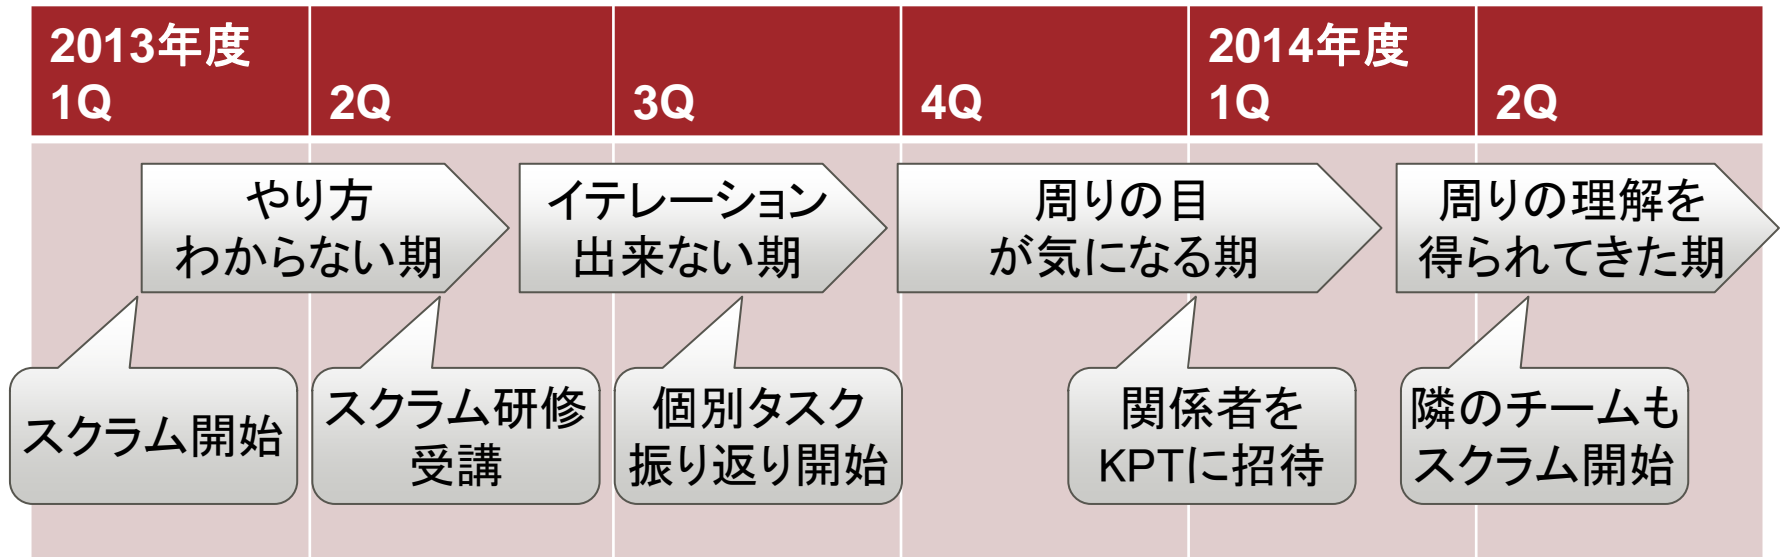 2013年度
1Q
2Q
3Q
4Q
2014年度
1Q
2Q
やり方
わからない期
イテレーション
出来ない期
周りの目
が気になる期
周りの理解を
得られてきた期
スクラム開始
スクラム研修
受講
個別タスク
振り返り開始
関係者を
KPTに招待
隣のチームも
スクラム開始